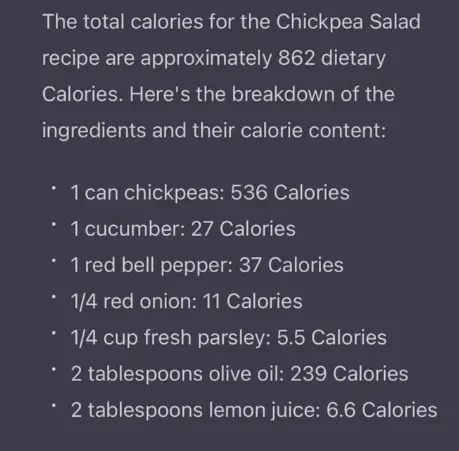 The total calories for the Chickpea Salad
recipe are approximately 862 dietary
Calories. Here's the breakdown of the
ingredients and their calorie content:
• 1 can chickpeas: 536 Calories
• 1 cucumber: 27 Calories
• 1 red bell pepper: 37 Calories
• 1/4 red onion: 11 Calories
• 1/4 cup fresh parsley: 5.5 Calories
• 2 tablespoons olive oil: 239 Calories
• 2 tablespoons lemon juice: 6.6 Calories